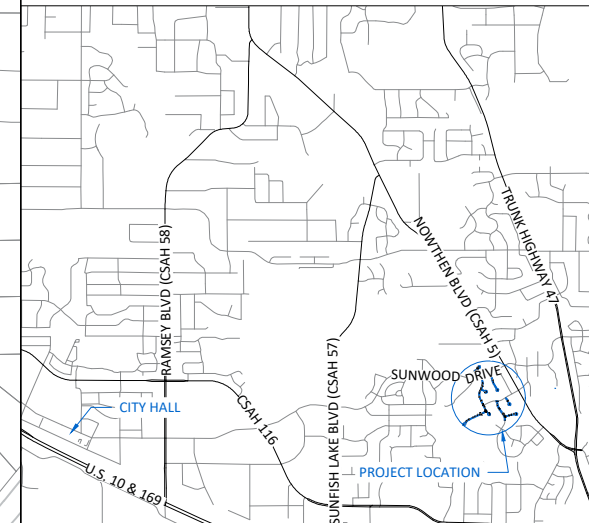 TRUNK HIGHWAY 47
NOWTHEN BLVD (CSAH 5)
RAMSEY BLVD (CSAH 58)
SUNFISH LAKE BLVD (CSAH 57)
SUNWOOD DRIVE
CITY HALL
CSAH 116
PROJECT LOCATION
U.S. 10 & 169